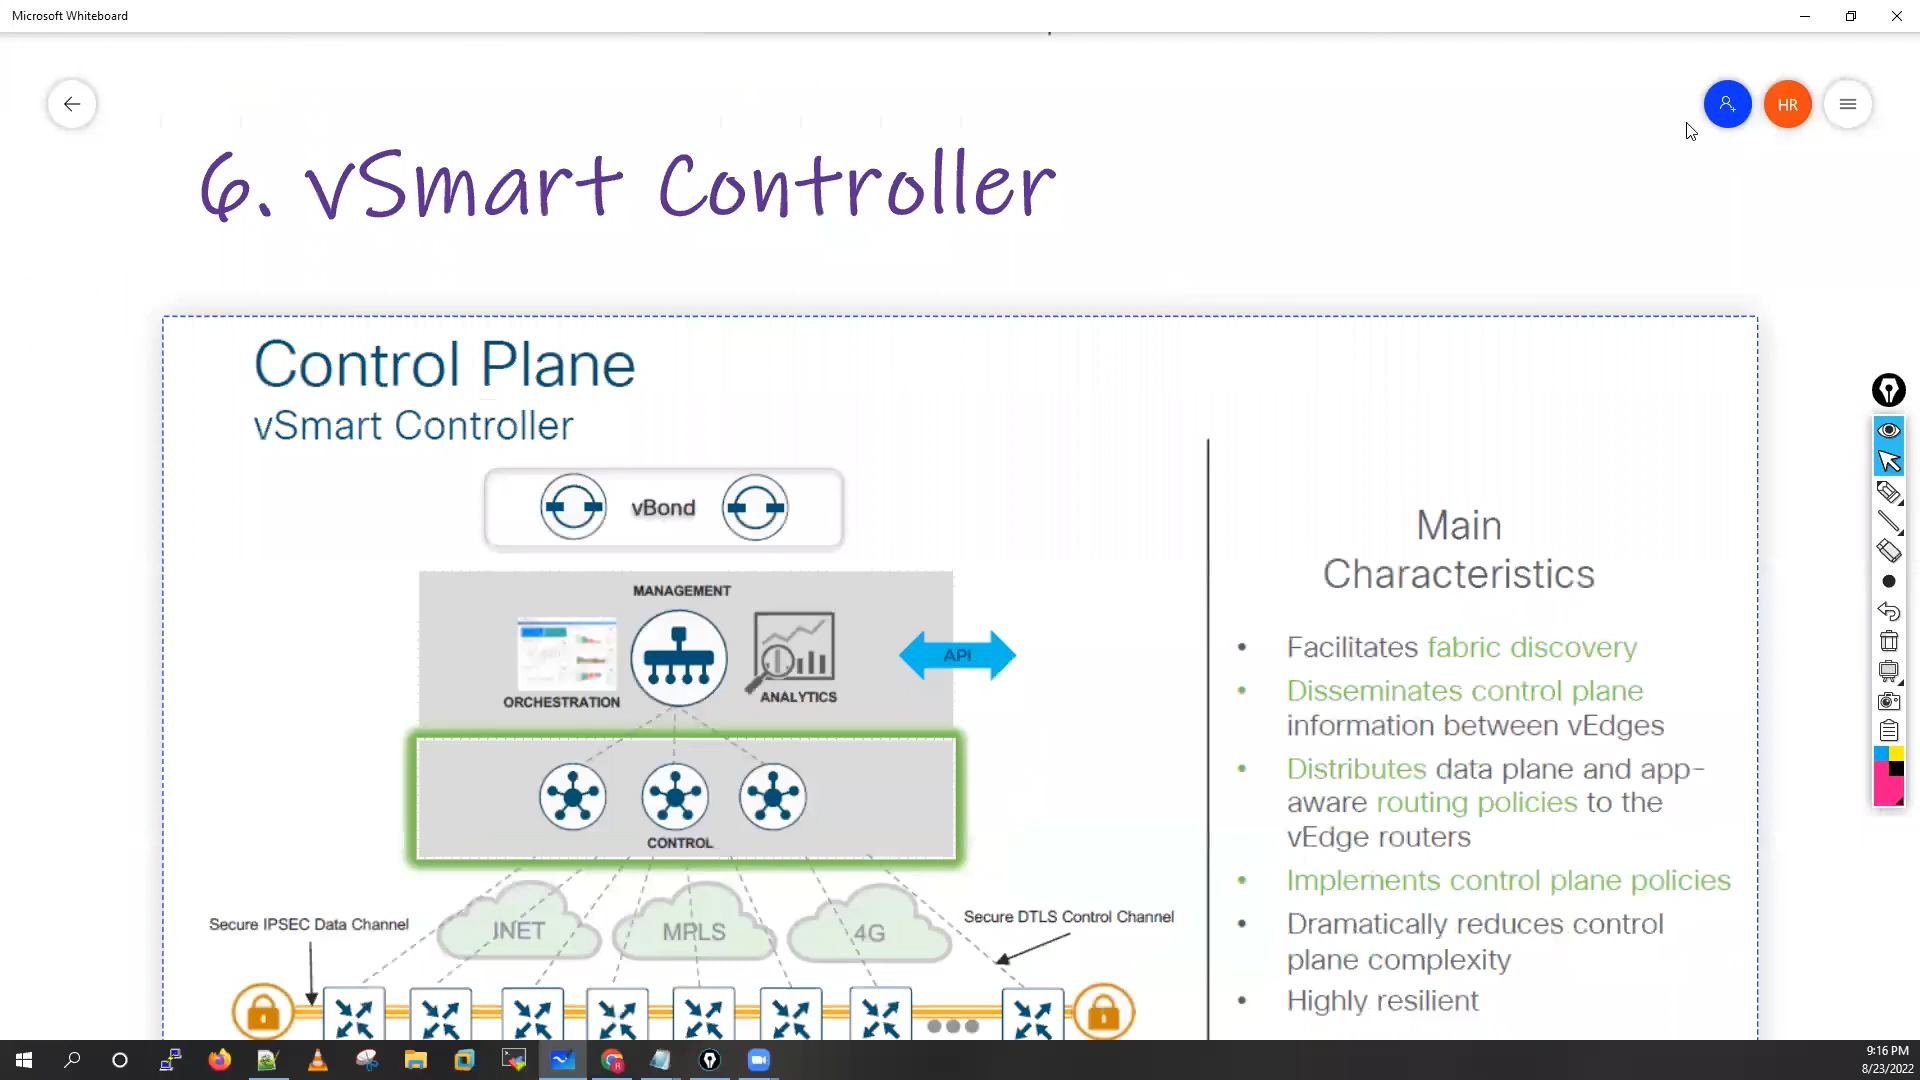 Microsoft Whiteboard
HR
6. vSmart Controller
Control Plane
vSmart Controller
vBond
MANAGEMENT
ORCHESTRATION
ANALYTICS
API
CONTROL
INET
MPLS
4G
Secure IPSEC Data Channel
Secure DTLS Control Channel
Main
Characteristics
• Facilitates fabric discovery
• Disseminates control plane
information between vEdges
• Distributes data plane and app-
aware routing policies to the
vEdge routers
• Implements control plane policies
• Dramatically reduces control
plane complexity
• Highly resilient
9:16 PM
8/23/2022